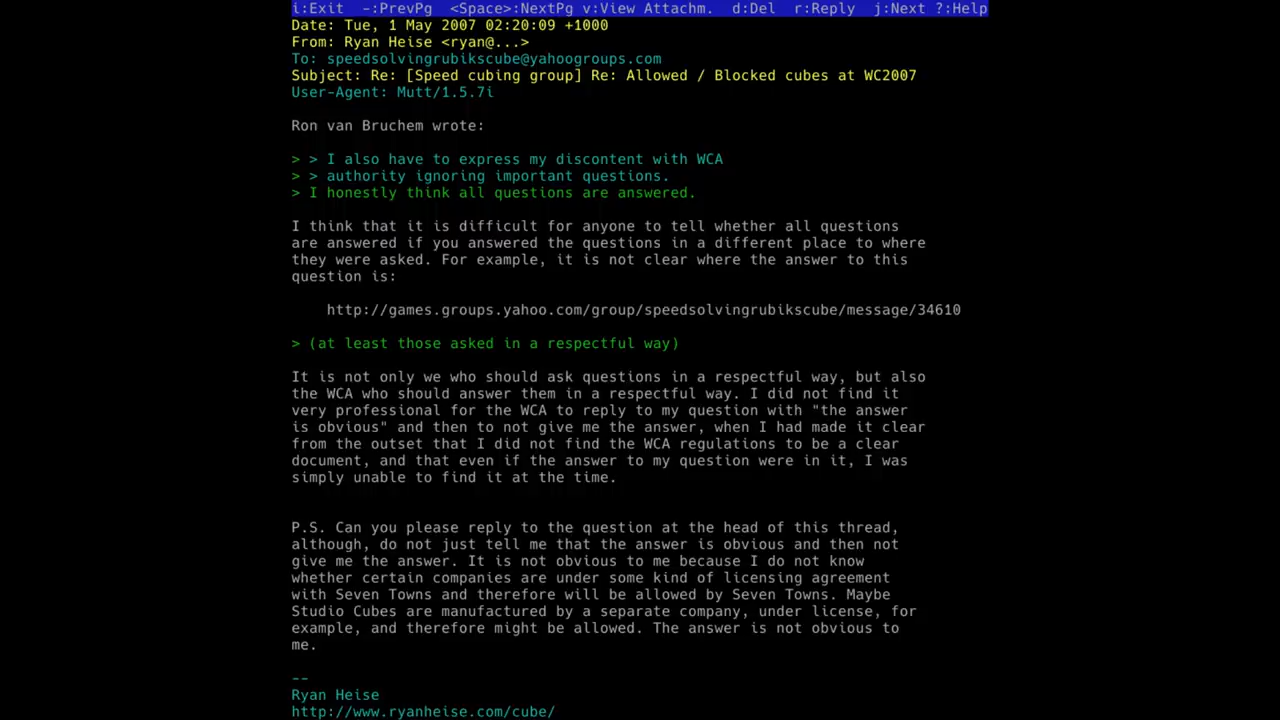 i:Exit  -:PrevPg  <Space>:NextPg v:View Attachm.  d:Del  r:Reply  j:Next ?:Help
Date: Tue, 1 May 2007 02:20:09 +1000
From: Ryan Heise <ryan@...>
To: speedsolvingrubikscube@yahoogroups.com
Subject: Re: [Speed cubing group] Re: Allowed / Blocked cubes at WC2007
User-Agent: Mutt/1.5.7i
Ron van Bruchem wrote:
> > I also have to express my discontent with WCA
> > authority ignoring important questions.
> I honestly think all questions are answered.
I think that it is difficult for anyone to tell whether all questions
are answered if you answered the questions in a different place to where
they were asked. For example, it is not clear where the answer to this
question is:
http://games.groups.yahoo.com/group/speedsolvingrubikscube/message/34610
> (at least those asked in a respectful way)
It is not only we who should ask questions in a respectful way, but also
the WCA who should answer them in a respectful way. I did not find it
very professional for the WCA to reply to my question with "the answer
is obvious" and then to not give me the answer, when I had made it clear
from the outset that I did not find the WCA regulations to be a clear
document, and that even if the answer to my question were in it, I was
simply unable to find it at the time.
P.S. Can you please reply to the question at the head of this thread,
although, do not just tell me that the answer is obvious and then not
give me the answer. It is not obvious to me because I do not know
whether certain companies are under some kind of licensing agreement
with Seven Towns and therefore will be allowed by Seven Towns. Maybe
Studio Cubes are manufactured by a separate company, under license, for
example, and therefore might be allowed. The answer is not obvious to
me.
--
Ryan Heise
http://www.ryanheise.com/cube/